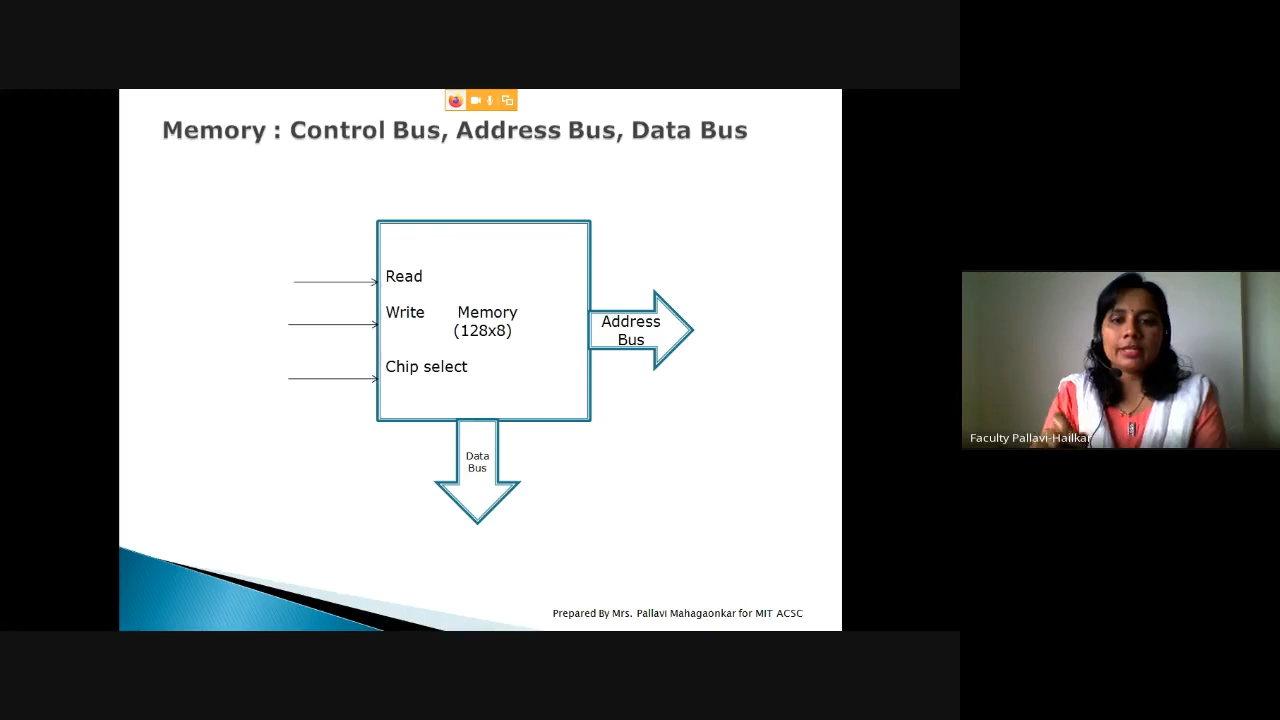 Memory : Control Bus, Address Bus, Data Bus
Read
Write
Memory
(128x8)
Chip select
Address
Bus
Data
Bus
Prepared By Mrs. Pallavi Mahagaonkar for MIT ACSC
Faculty Pallavi-Hailkar